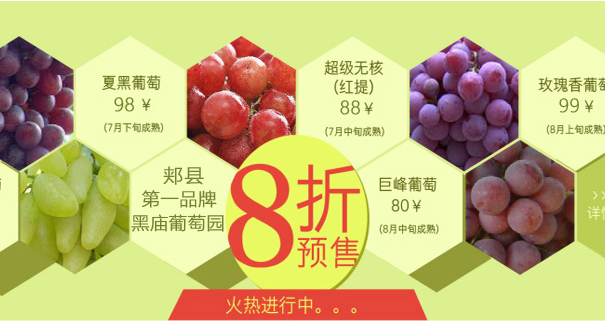 夏黑葡萄
98 ¥
(7月下旬成熟)
超级无核
(红提)
88 ¥
(7月中旬成熟)
玫瑰香葡萄
99 ¥
(8月上旬成熟)
郏县
第一品牌
黑庙葡萄园
8折
预售
巨峰葡萄
80 ¥
(8月中旬成熟)
火热进行中。。。